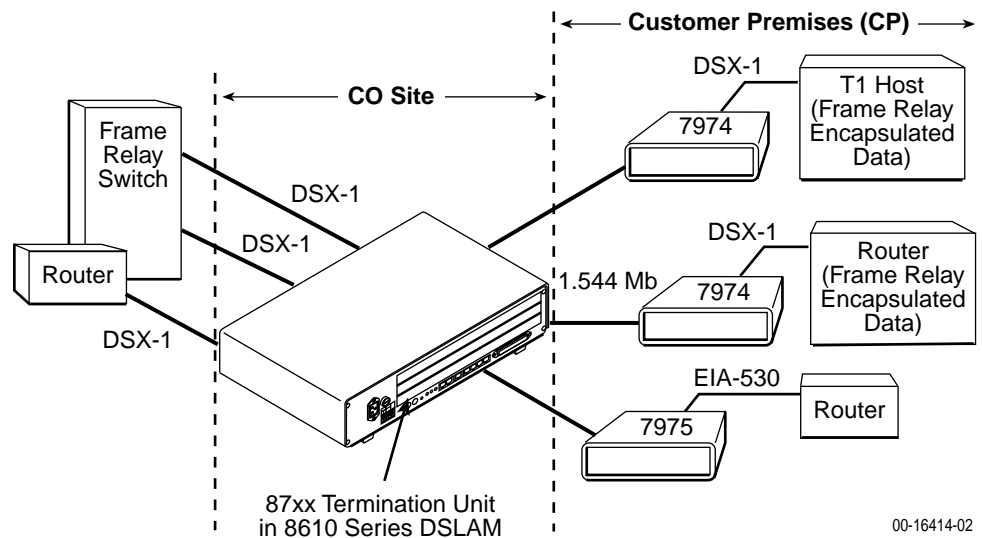 Customer Premises (CP)
CO Site
Frame
Relay
Switch
Router
DSX-1
DSX-1
DSX-1
DSX-1
7974
T1 Host
(Frame Relay
Encapsulated
Data)
DSX-1
1.544 Mb
7974
Router
(Frame Relay
Encapsulated
Data)
EIA-530
7975
Router
87xx Termination Unit
in 8610 Series DSLAM
00-16414-02